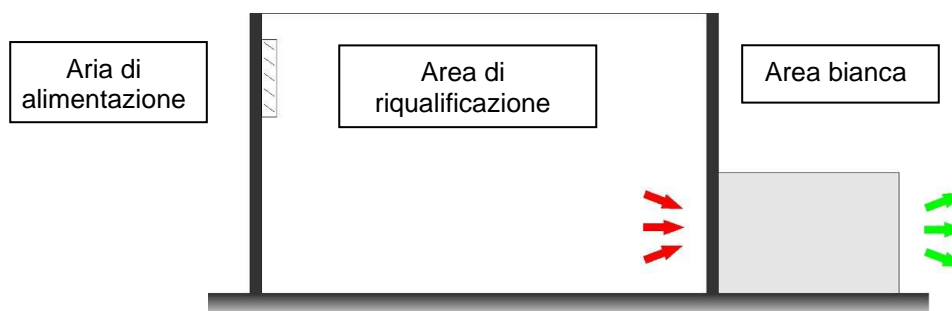 Aria di
alimentazione
Area di
riqualificazione
Area bianca